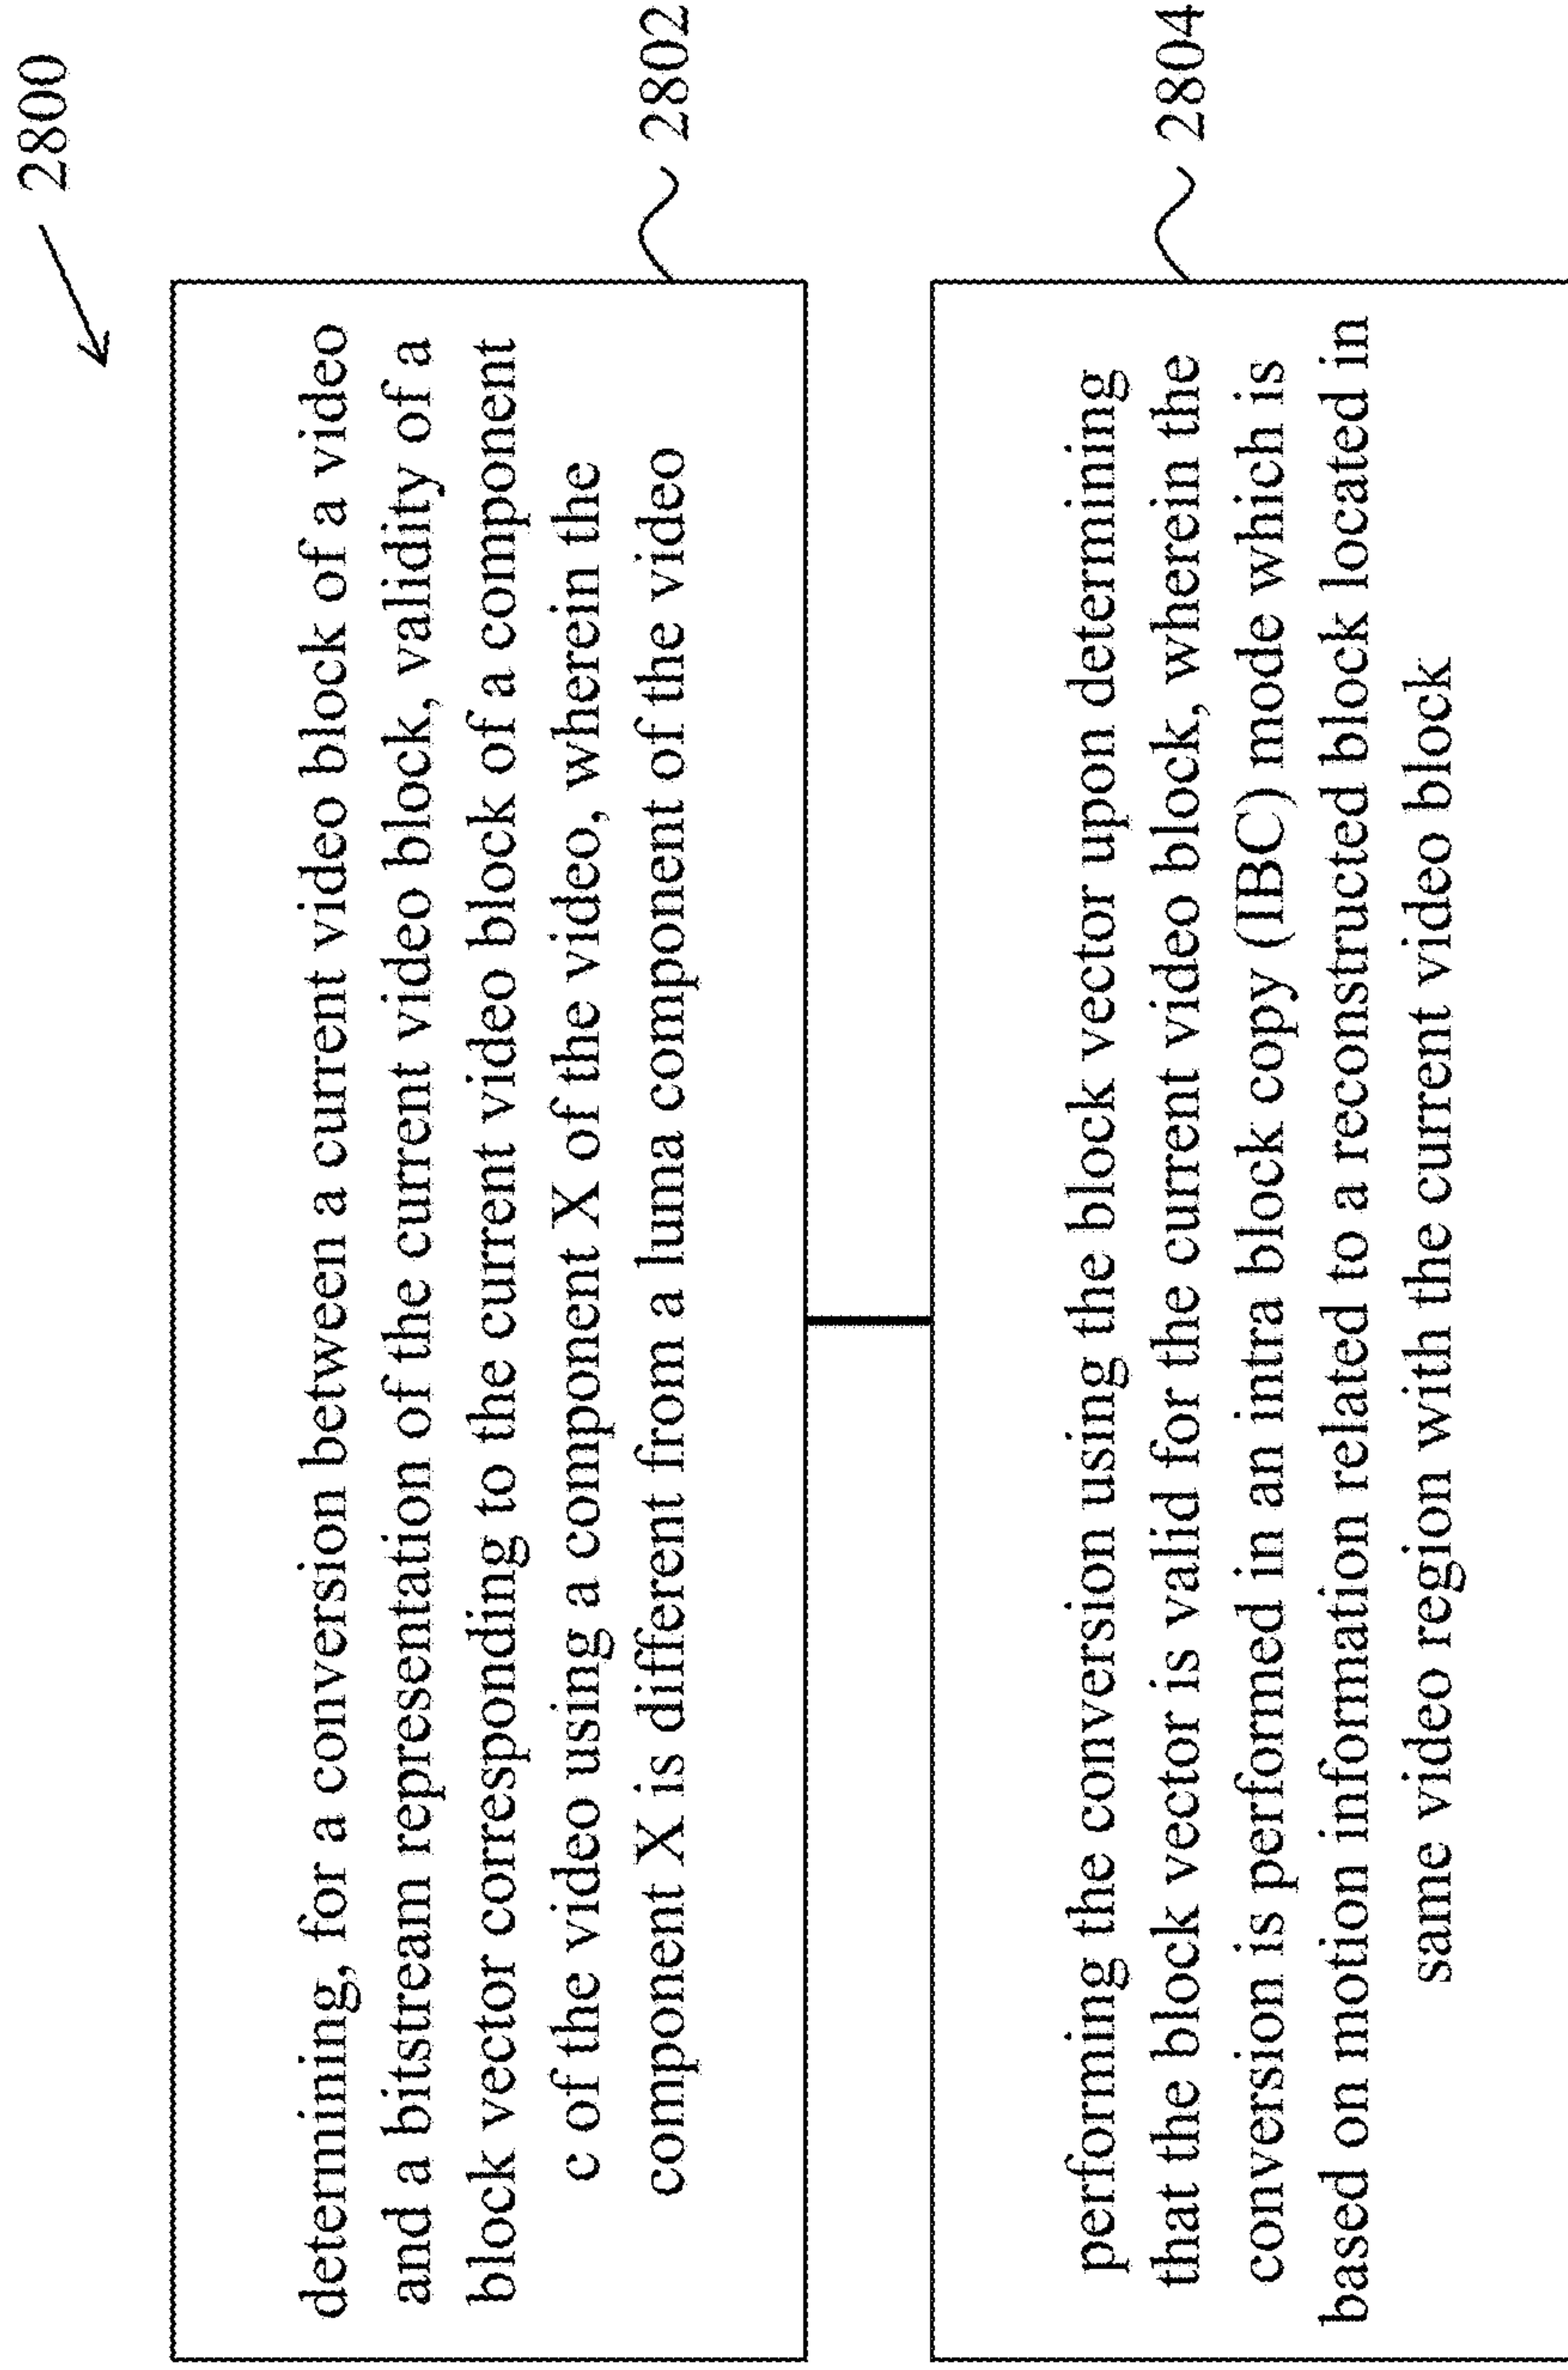 2800
determining, for a conversion between a current video block of a video
and a bitstream representation of the current video block, validity of a
block vector corresponding to the current video block of a component
c of the video using a component X of the video, wherein the
component X is different from a luma component of the video
2802
performing the conversion using the block vector upon determining
that the block vector is valid for the current video block, wherein the
conversion is performed in an intra block copy (IBC) mode which is
based on motion information related to a reconstructed block located in
same video region with the current video block
2804